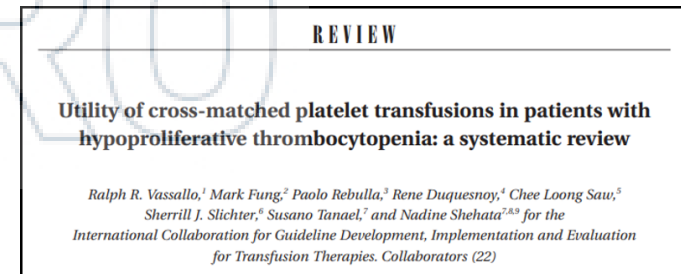 REVIEW
Utility of cross-matched platelet transfusions in patients with
hypoproliferative thrombocytopenia: a systematic review
Ralph R. Vassallo,¹ Mark Fung,² Paolo Rebulla,³ Rene Duquesnoy,⁴ Chee Loong Saw,⁵
Sherrill J. Slichter,⁶ Susano Tanael,⁷ and Nadine Shehata⁷,⁸,⁹ for the
International Collaboration for Guideline Development, Implementation and Evaluation
for Transfusion Therapies. Collaborators (22)